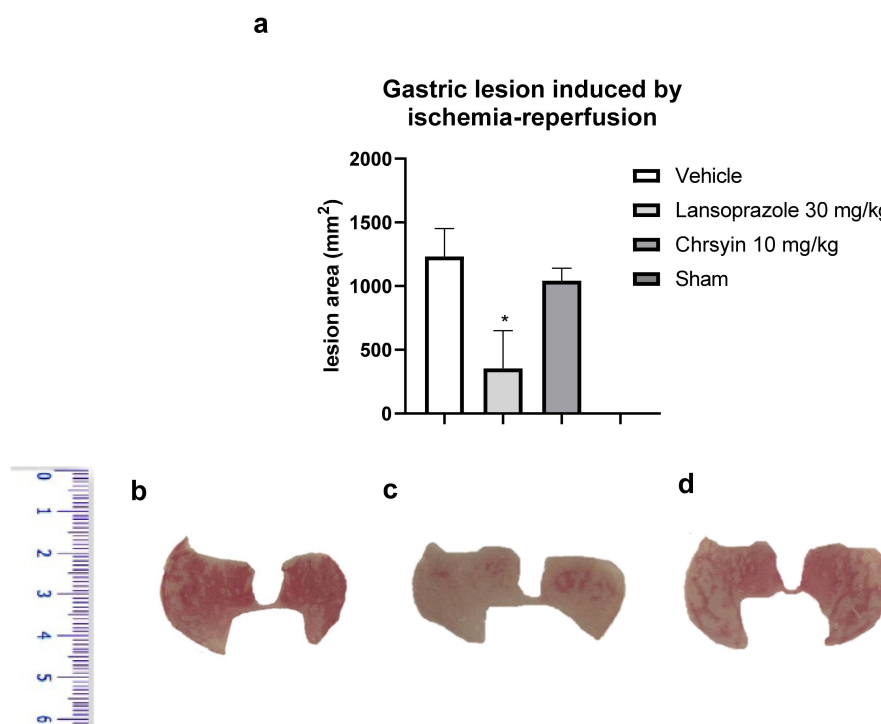 a
Gastric lesion induced by
ischemia-reperfusion
lesion area (mm²)
2000
1500
1000
500
0
*
Vehicle
Lansoprazole 30 mg/kg
Chrsyin 10 mg/kg
Sham
b
c
d
0
1
2
3
4
5
6